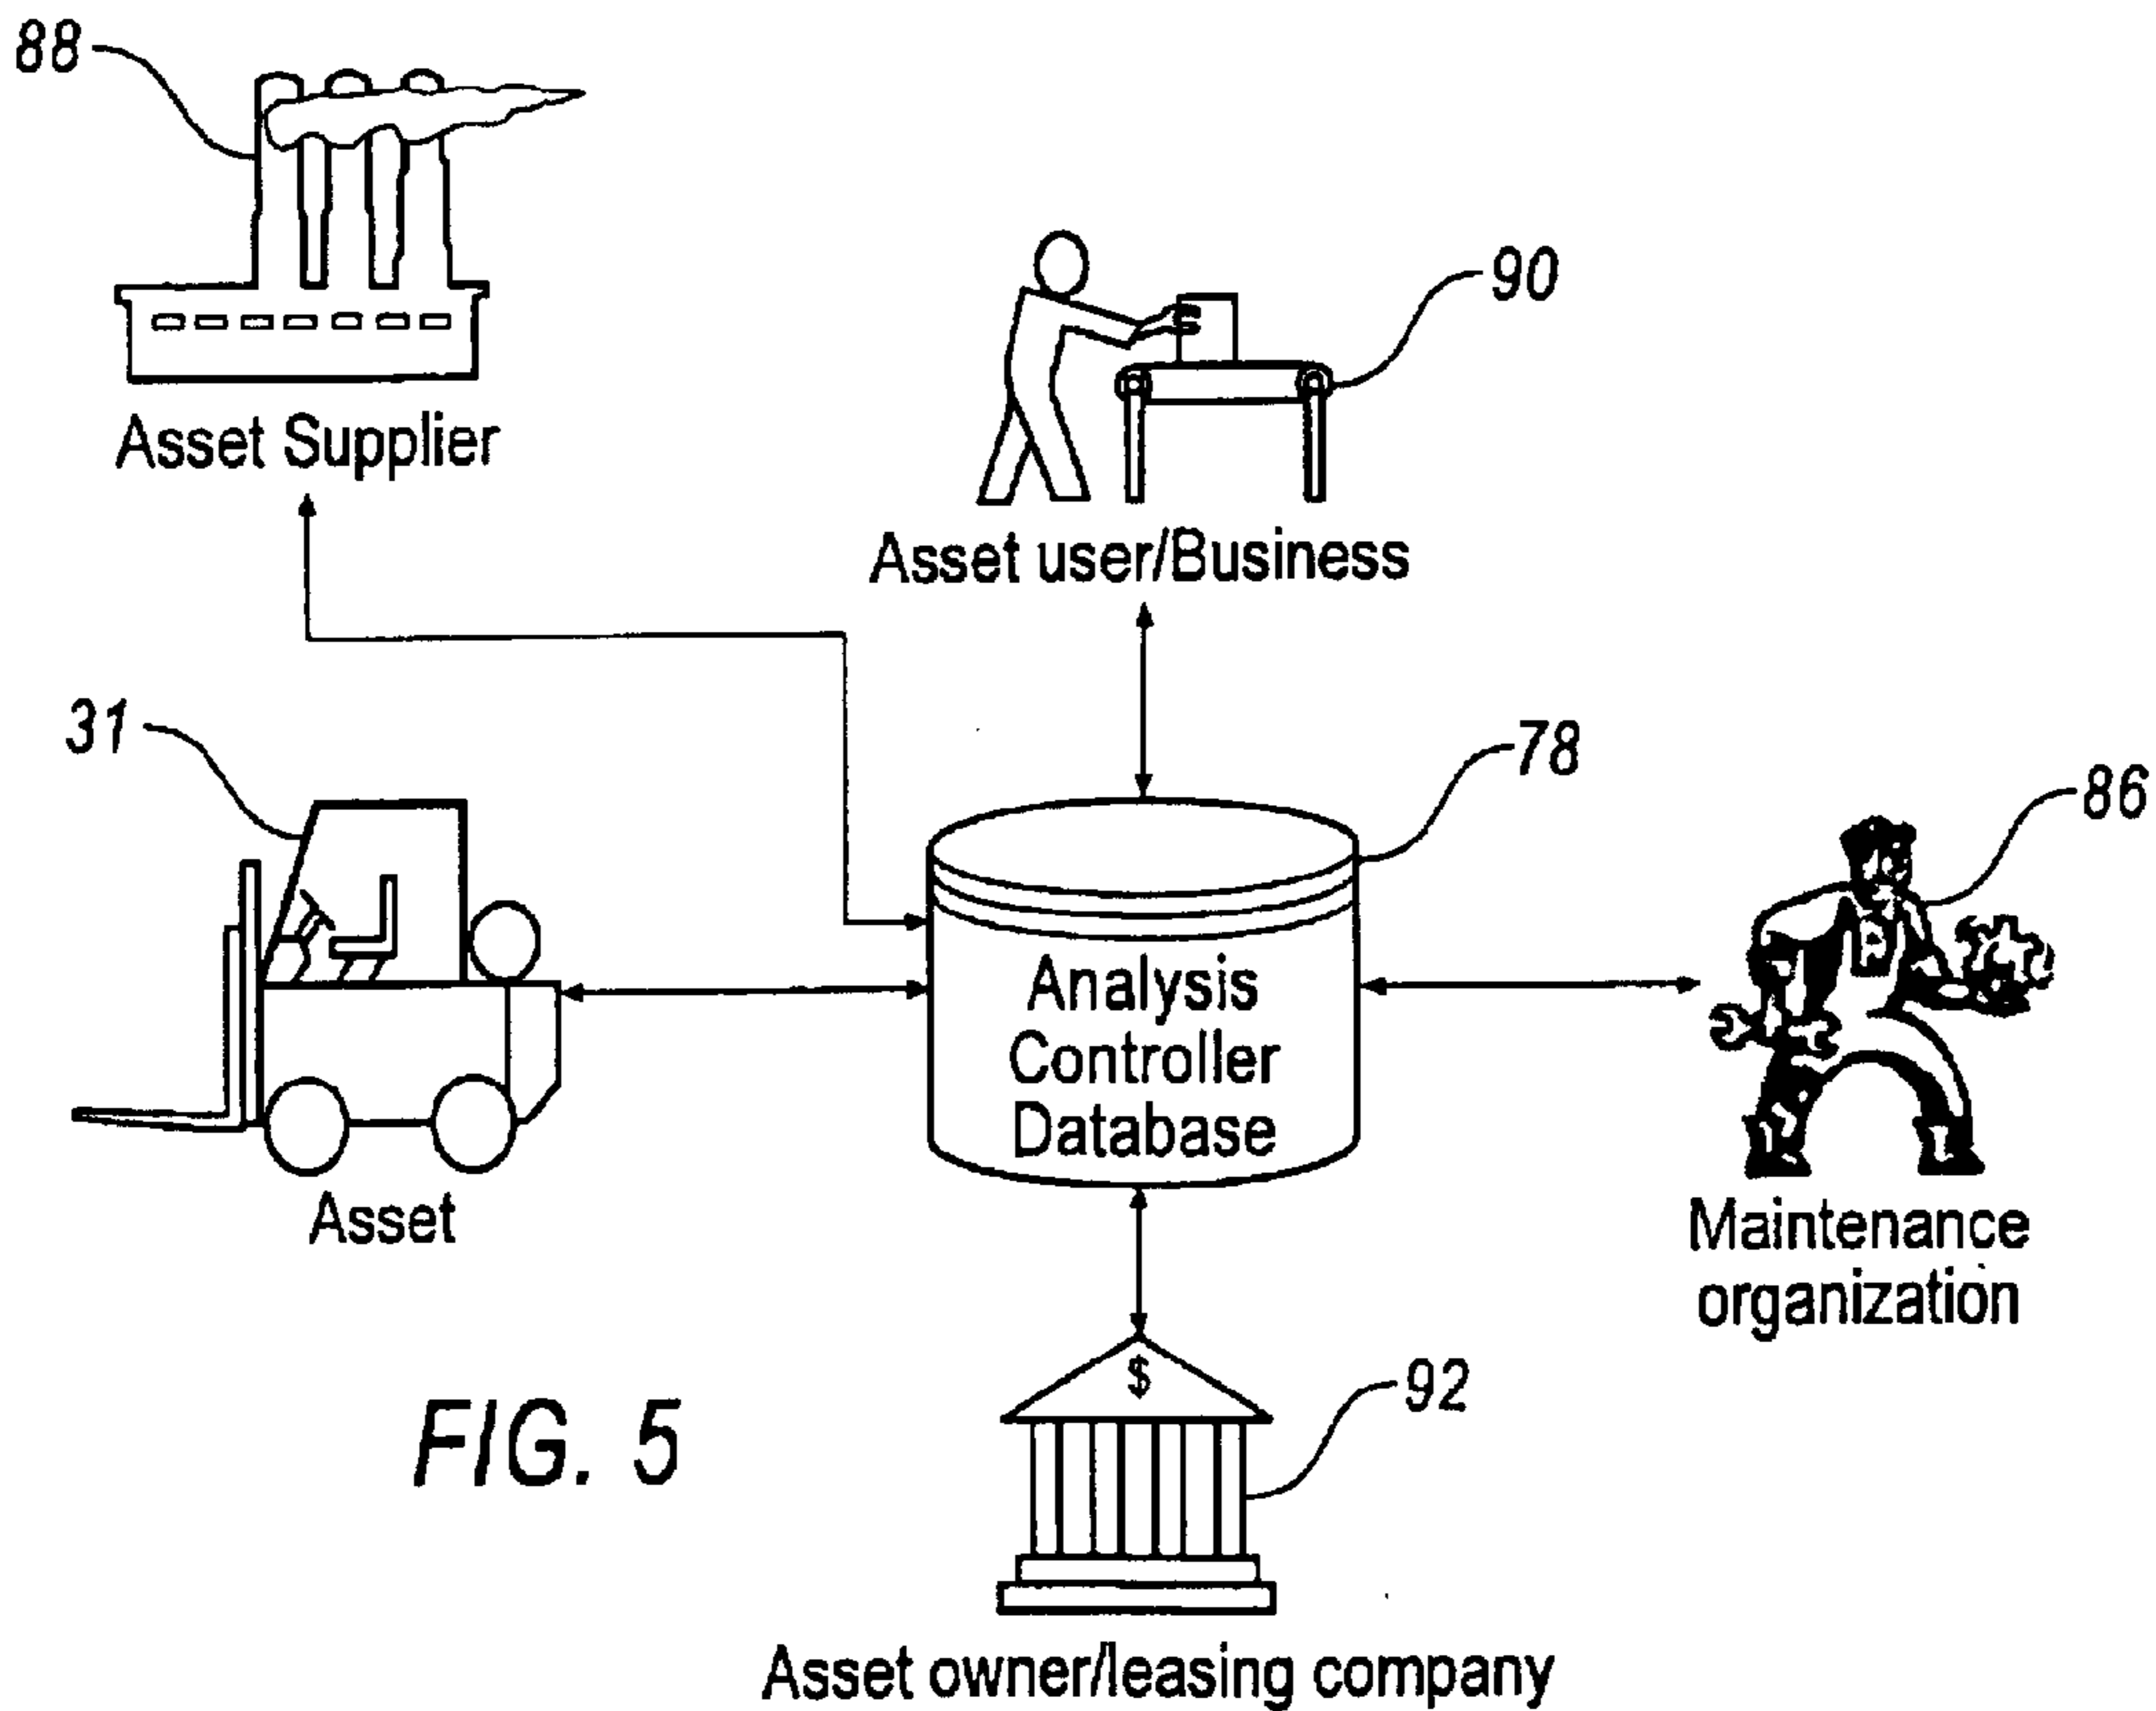 88
Asset Supplier
90
Asset user/Business
31
78
86
Analysis
Controller
Database
Asset
Maintenance
organization
$
92
FIG. 5
Asset owner/leasing company